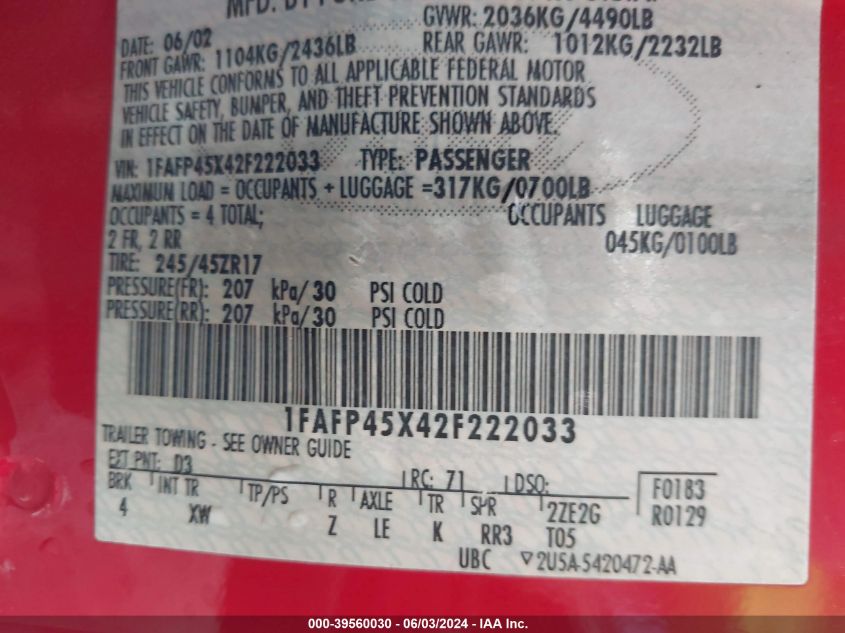 MFD. BY FORD
DATE: 06/02 GVWR: 2036KG/4490LB
FRONT GAWR: 1104KG/2436LB REAR GAWR: 1012KG/2232LB
THIS VEHICLE CONFORMS TO ALL APPLICABLE FEDERAL MOTOR
VEHICLE SAFETY, BUMPER, AND THEFT PREVENTION STANDARDS
IN EFFECT ON THE DATE OF MANUFACTURE SHOWN ABOVE.
VIN: 1FAFP45X42F222033 TYPE: PASSENGER
MAXIMUM LOAD = OCCUPANTS + LUGGAGE =317KG/0700LB
OCCUPANTS = 4 TOTAL; OCCUPANTS LUGGAGE
2 FR, 2 RR 045KG/0100LB
TIRE: 245/45ZR17
PRESSURE(FR): 207 kPa/30 PSI COLD
PRESSURE(RR): 207 kPa/30 PSI COLD
1FAFP45X42F222033
TRAILER TOWING - SEE OWNER GUIDE
EXT PNT: D3 RC: 71 DSO: F0183
BRK INT TR TP/PS R AXLE TR SPR 2ZE2G R0129
4 XW Z LE K RR3 T05
UBC ▽2U5A-5420472-AA
000-39560030 - 06/03/2024 - IAA Inc.